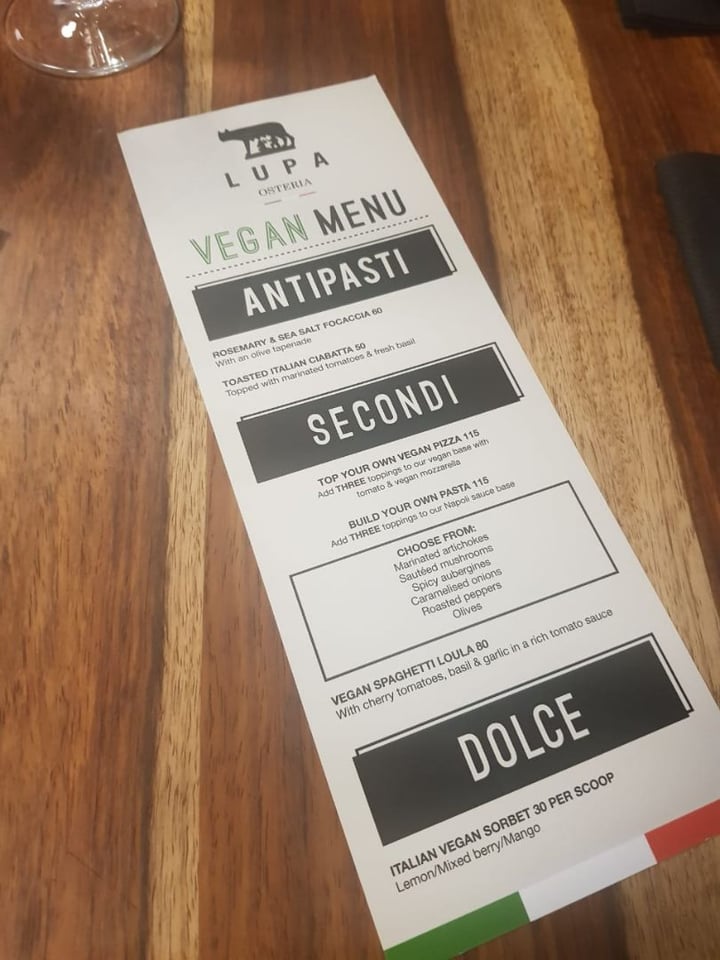 LUPA
OSTERIA
VEGAN MENU
ANTIPASTI
ROSEMARY & SEA SALT FOCACCIA 60
With an olive tapenade
TOASTED ITALIAN CIABATTA 50
Topped with marinated tomatoes & fresh basil
SECONDI
TOP YOUR OWN VEGAN PIZZA 115
Add THREE toppings to our vegan base with
tomato & vegan mozzarella
BUILD YOUR OWN PASTA 115
Add THREE toppings to our Napoli sauce base
CHOOSE FROM:
Marinated artichokes
Sautéed mushrooms
Spicy aubergines
Caramelised onions
Roasted peppers
Olives
VEGAN SPAGHETTI LOULA 80
With cherry tomatoes, basil & garlic in a rich tomato sauce
DOLCE
ITALIAN VEGAN SORBET 30 PER SCOOP
Lemon/Mixed berry/Mango